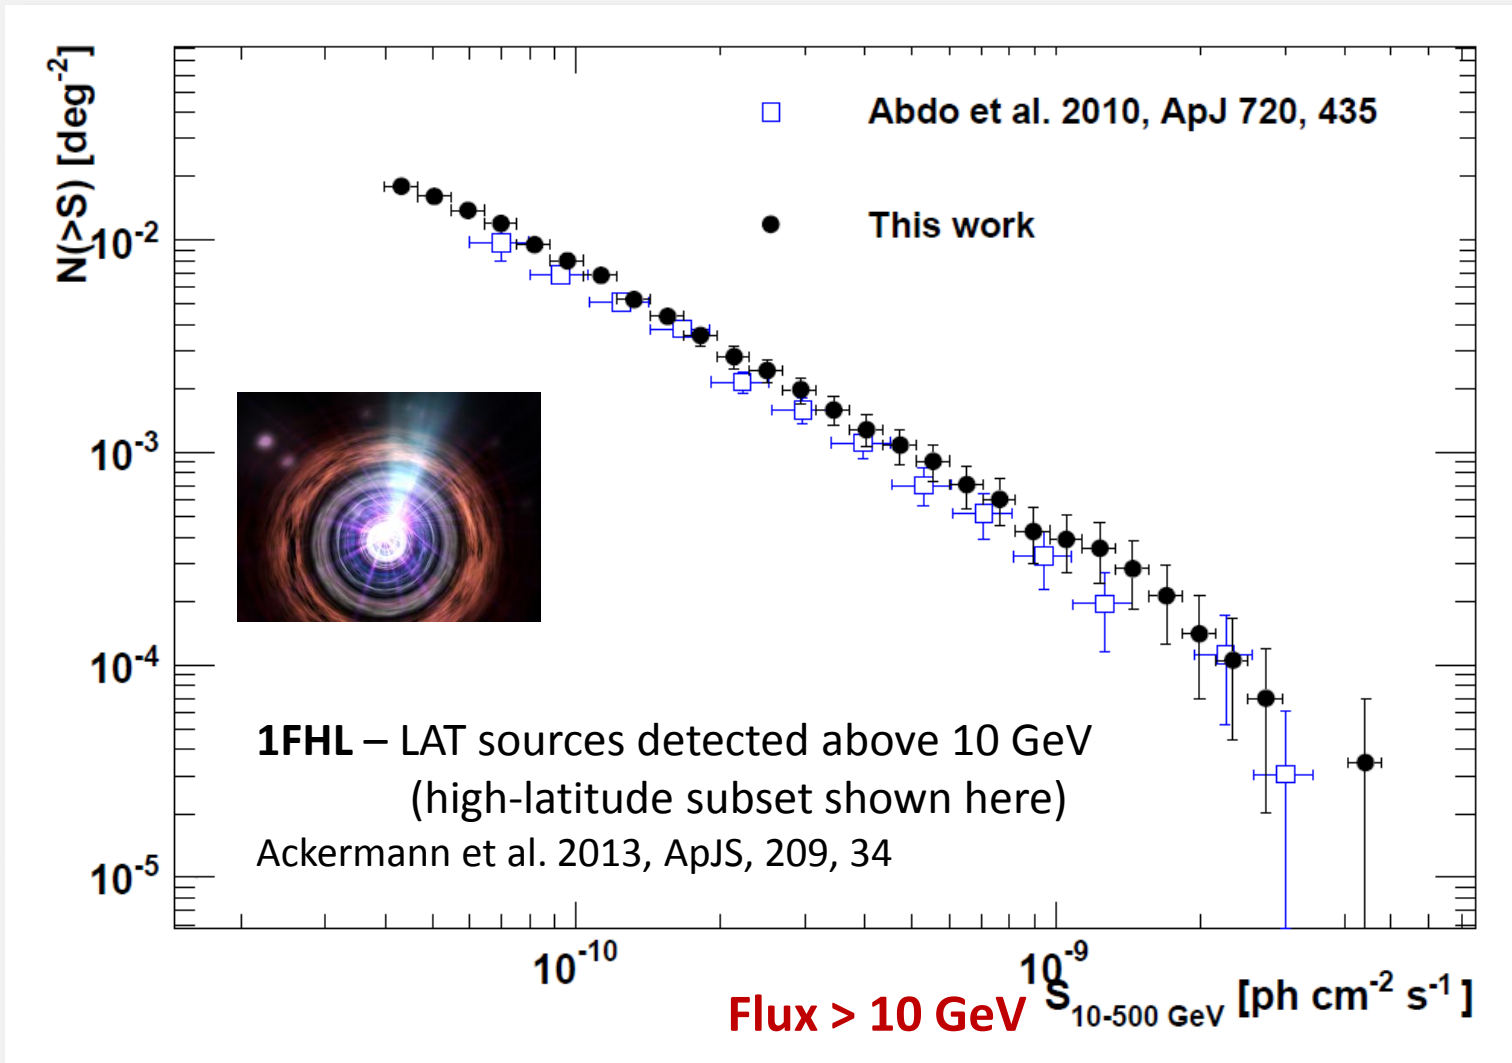 N(>S) [deg⁻²]
Abdo et al. 2010, ApJ 720, 435
This work
10⁻²
10⁻³
10⁻⁴
10⁻⁵
1FHL – LAT sources detected above 10 GeV
(high-latitude subset shown here)
Ackermann et al. 2013, ApJS, 209, 34
10⁻¹⁰
10⁻⁹
Flux > 10 GeV
S₁₀₋₅₀₀ GeV [ph cm⁻² s⁻¹]